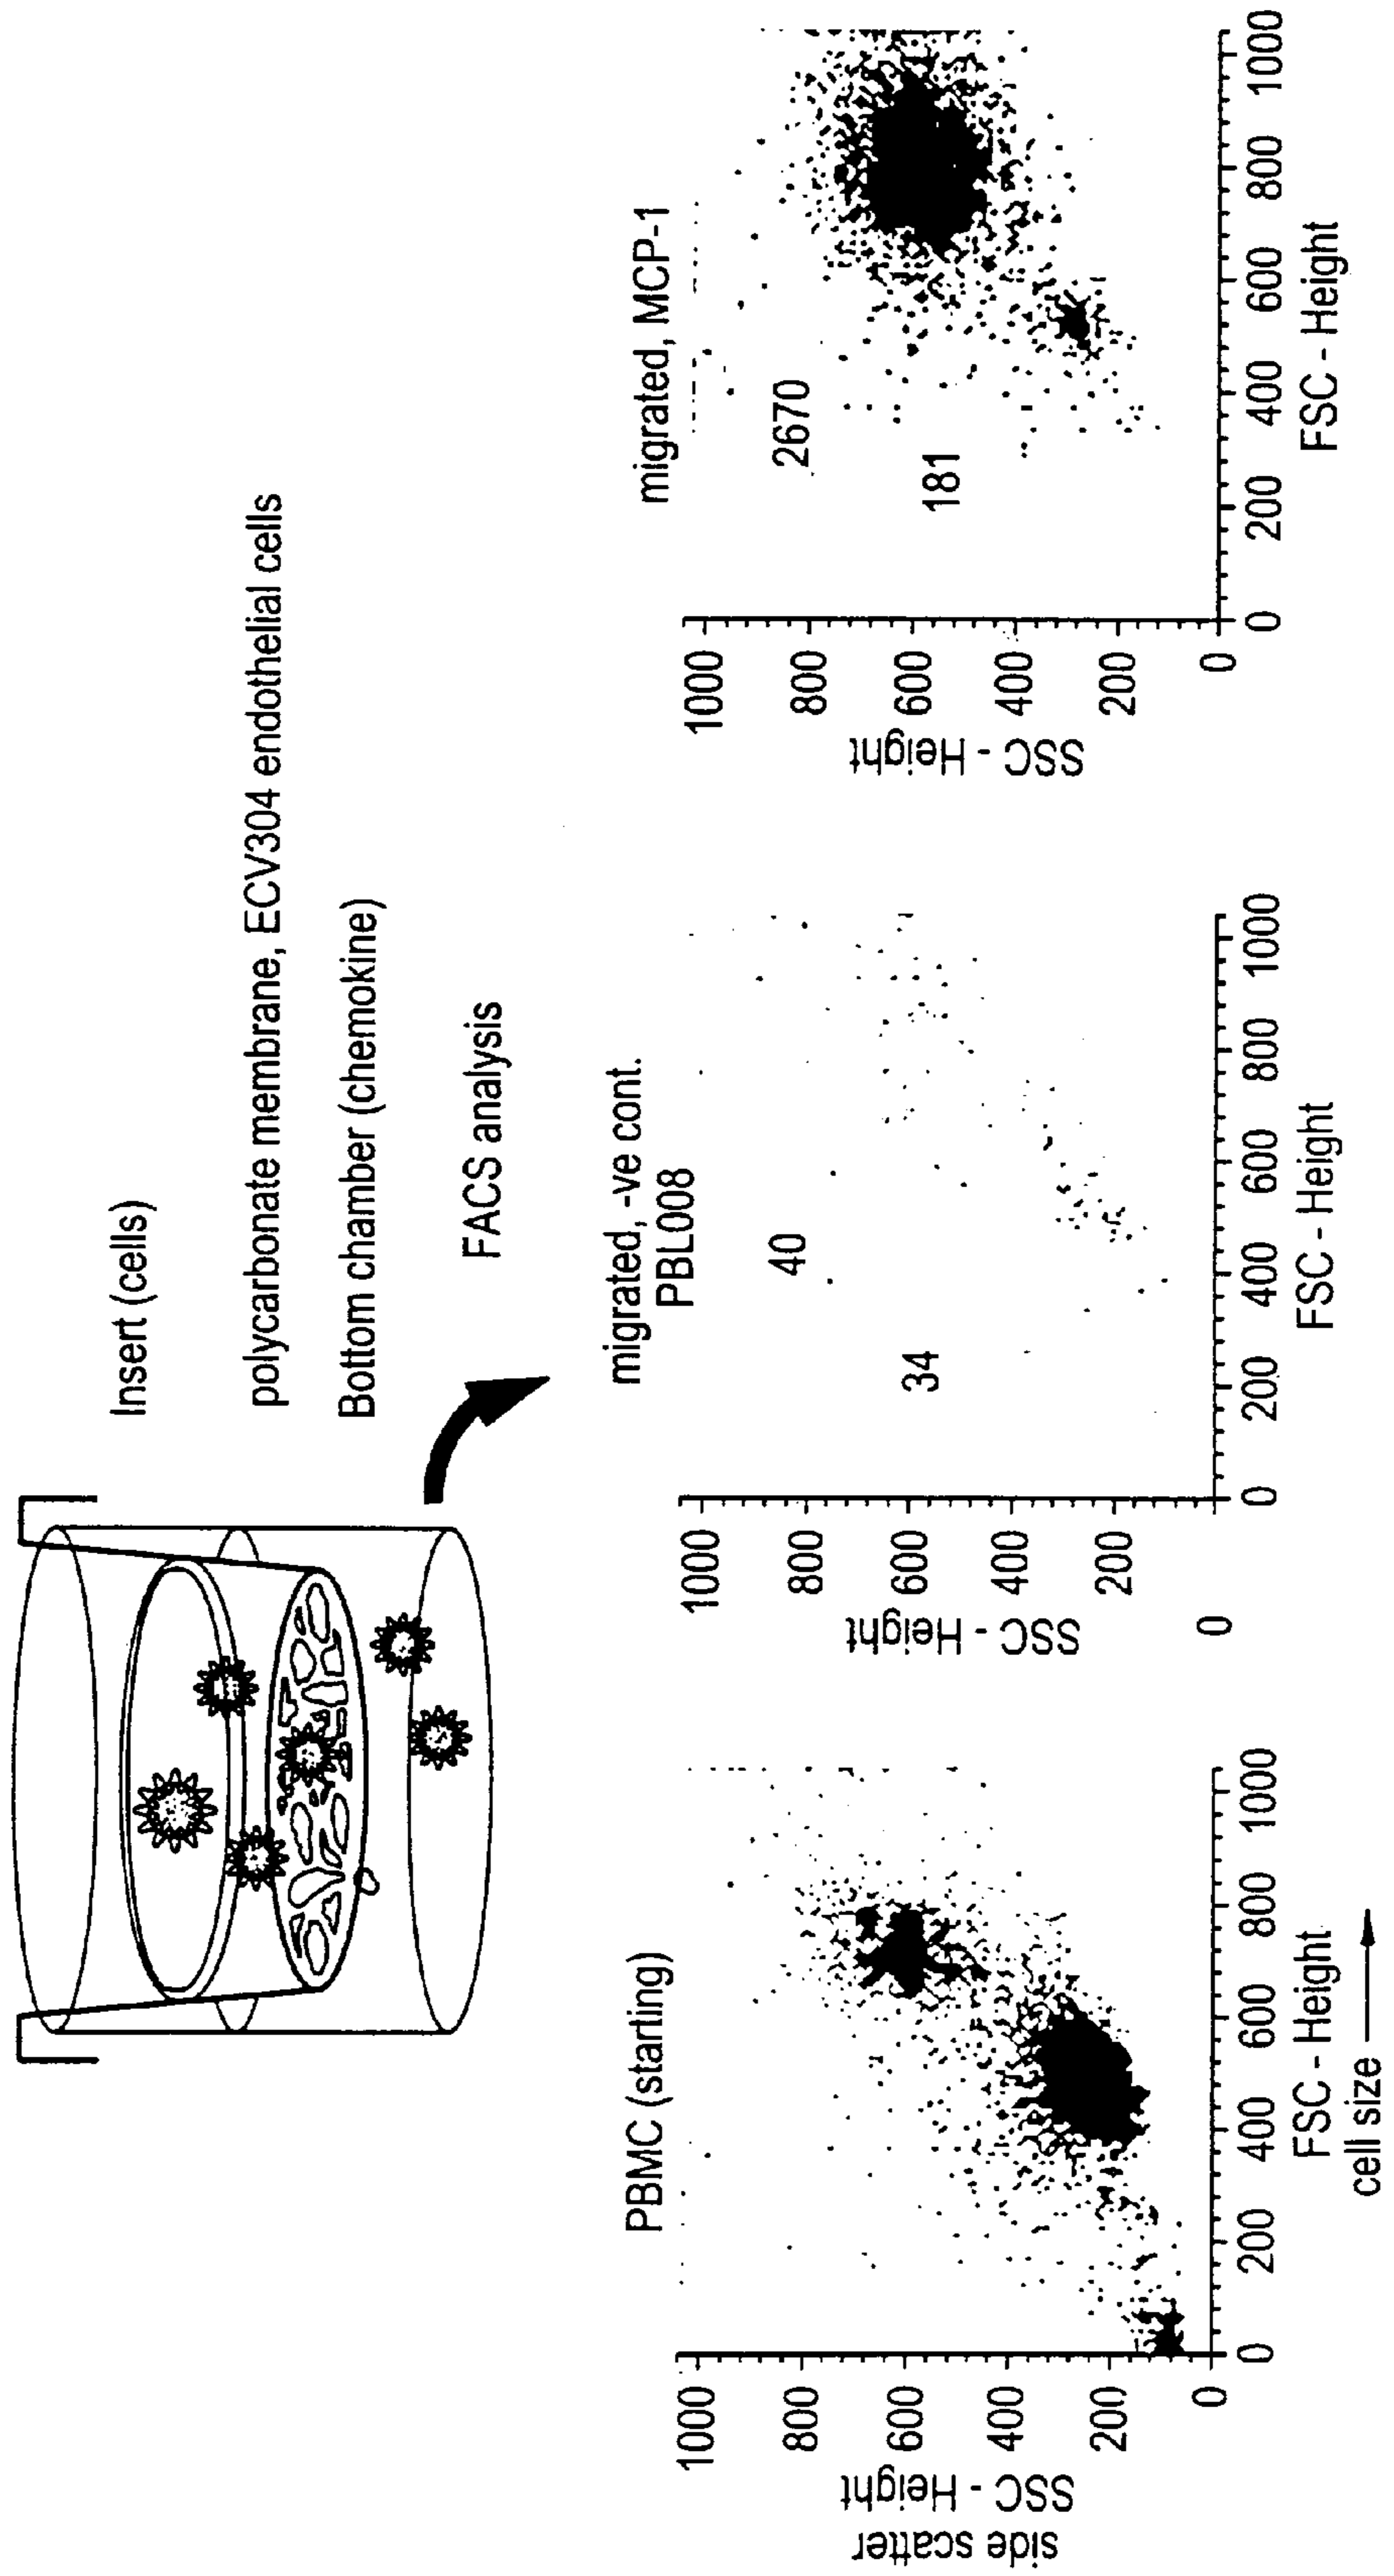 Insert (cells)
polycarbonate membrane, ECV304 endothelial cells
Bottom chamber (chemokine)
FACS analysis
PBMC (starting)
side scatter
SSC - Height
1000
800
600
400
200
0
0 200 400 600 800 1000
FSC - Height
cell size
migrated, -ve cont.
PBL008
40
34
SSC - Height
1000
800
600
400
200
0
0 200 400 600 800 1000
FSC - Height
migrated, MCP-1
2670
181
SSC - Height
1000
800
600
400
200
0
0 200 400 600 800 1000
FSC - Height